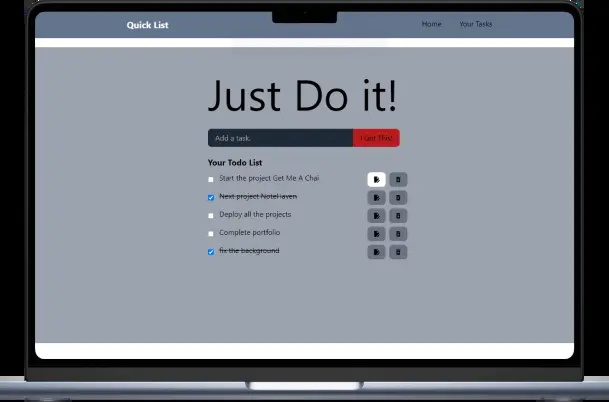 Quick List
Home Your Tasks
Just Do it!
Add a task. I Got This!
Your Todo List
Start the project Get Me A Chai
Next project NoteHaven
Deploy all the projects
Complete portfolio
fix the background